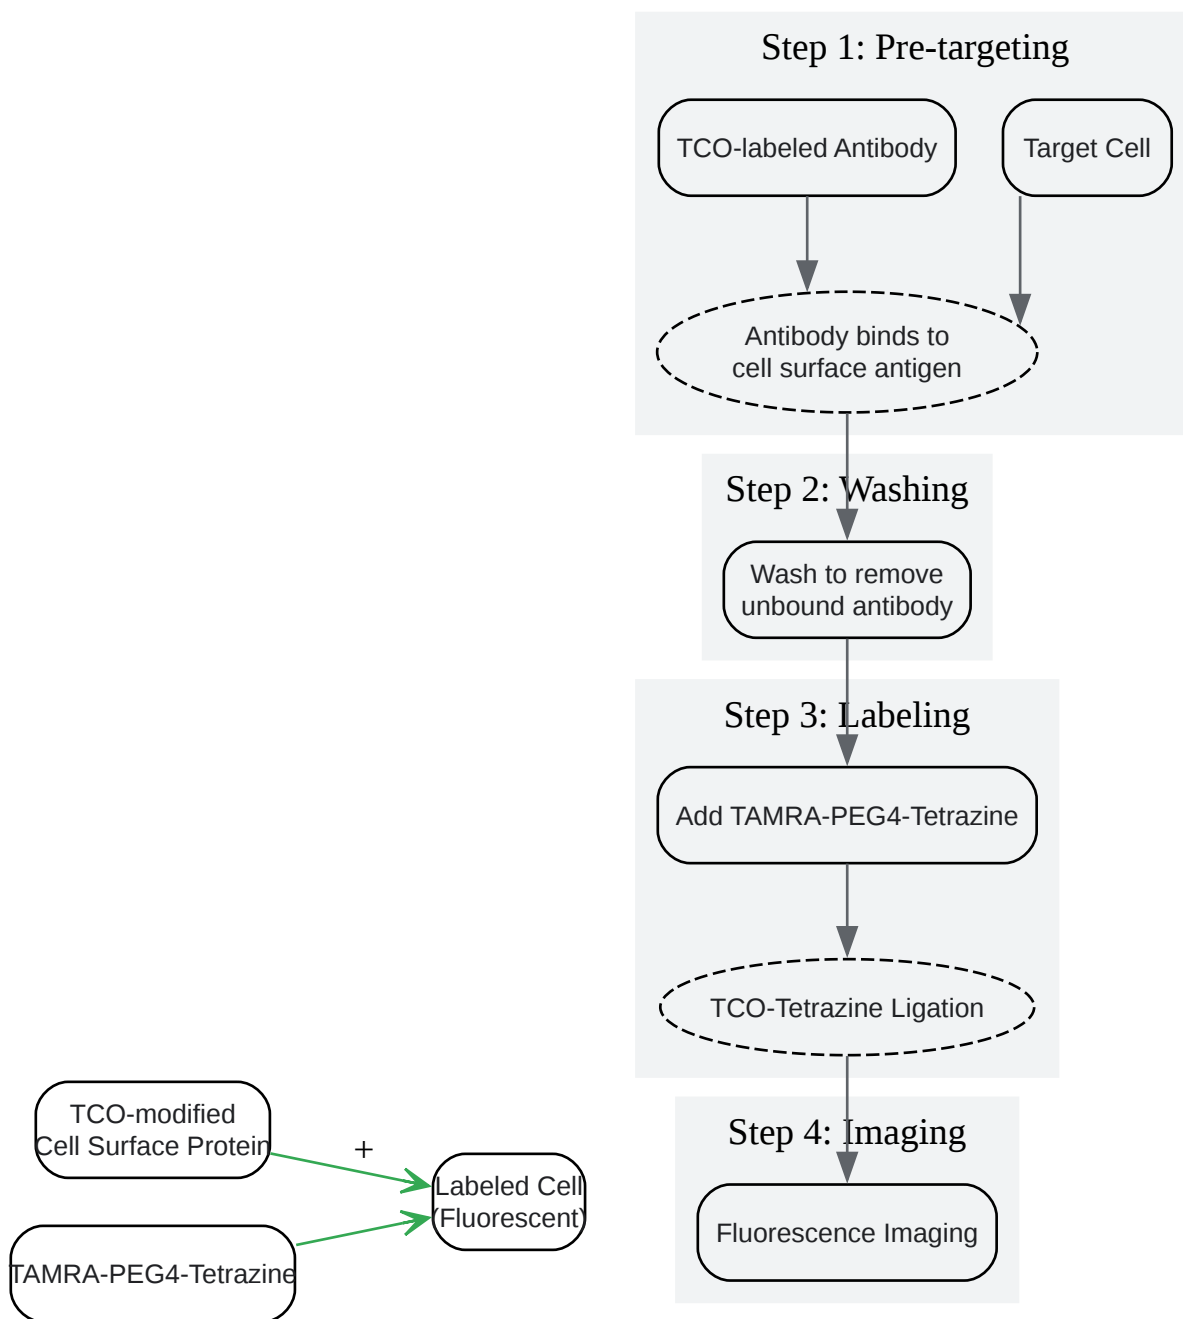 Step 1: Pre-targeting
TCO-labeled Antibody
Target Cell
Antibody binds to
cell surface antigen
Step 2: Washing
Wash to remove
unbound antibody
Step 3: Labeling
Add TAMRA-PEG4-Tetrazine
TCO-Tetrazine Ligation
Step 4: Imaging
Fluorescence Imaging
TCO-modified
Cell Surface Protein
+
Labeled Cell
(Fluorescent)
TAMRA-PEG4-Tetrazine